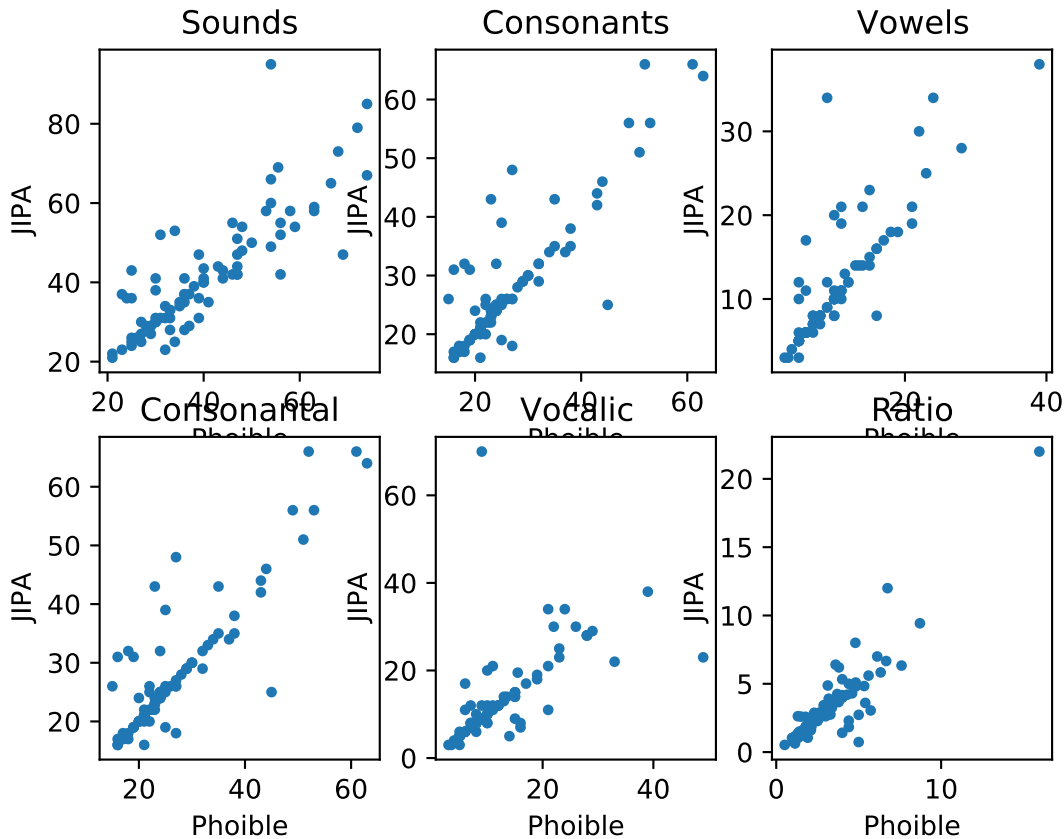 Sounds Consonants Vowels
JIPA JIPA JIPA
80 60 40 20
60 50 40 30 20
30 20 10
20 40 60
20 40 60
20 40
Phoible Phoible Phoible
Consonantal Vocalic Ratio
JIPA JIPA JIPA
60 50 40 30 20
60 40 20 0
20 15 10 5 0
20 40 60
20 40
0 10
Phoible Phoible Phoible